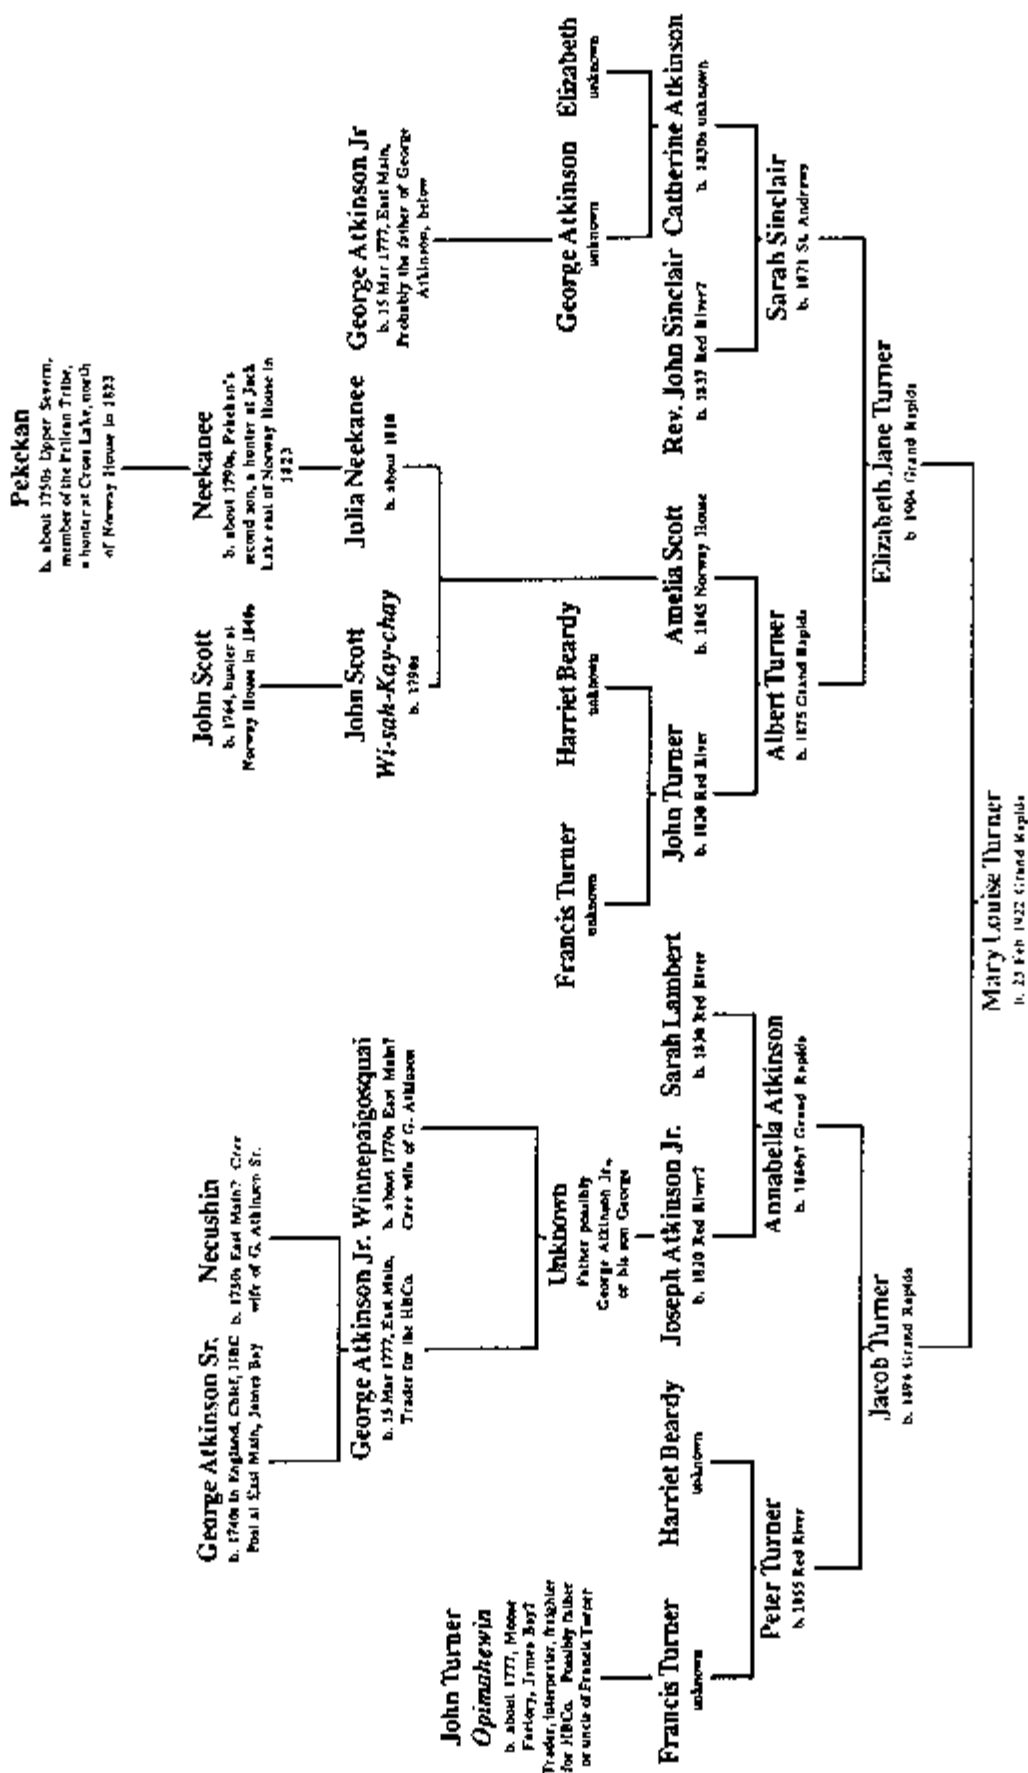 Pekekan
b. about 1750s Upper Severn,
member of the Pelican Tribe,
a hunter at Cross Lake, north
of Norway House in 1823
George Atkinson Sr.
b. 1740s in England, Chief, HBC
Post at East Main, James Bay
Necushin
b. 1750s East Main? Cree
wife of G. Atkinson Sr.
John Scott
b. 1764, hunter at
Norway House in 1840s
Neekanee
b. about 1790s, Pekekan's
second son, a hunter at Jack
Lake east of Norway House in
1823
George Atkinson Jr.
b. 15 Mar 1777, East Main,
Trader for the HBCo.
Winnepaigosquai
b. about 1770s East Main?
Cree wife of G. Atkinson
John Scott
Wi-sak-Kay-chay
b. 1790s
Julia Neekanee
b. about 1810
George Atkinson Jr
b. 15 Mar 1777, East Main,
Probably the father of George
Atkinson, below
John Turner
Opimahewin
b. about 1777, Moose
Factory, James Bay?
Trader, interpreter, freighter
for HBCo. Possibly father
or uncle of Francis Turner
Unknown
Father possibly
George Atkinson Jr.,
or his son George
Francis Turner
unknown
Harriet Beardy
unknown
George Atkinson
unknown
Elizabeth
unknown
Francis Turner
unknown
Harriet Beardy
unknown
Joseph Atkinson Jr.
b. 1820 Red River?
Sarah Lambert
b. 1830 Red River
John Turner
b. 1830 Red River
Amelia Scott
b. 1845 Norway House
Rev. John Sinclair
b. 1837 Red River?
Catherine Atkinson
b. 1830s unknown
Peter Turner
b. 1855 Red River
Annabella Atkinson
b. 1860s? Grand Rapids
Albert Turner
b. 1875 Grand Rapids
Sarah Sinclair
b. 1871 St. Andrews
Jacob Turner
b. 1894 Grand Rapids
Elizabeth Jane Turner
b 1904 Grand Rapids
Mary Louise Turner
b. 23 Feb 1922 Grand Rapids